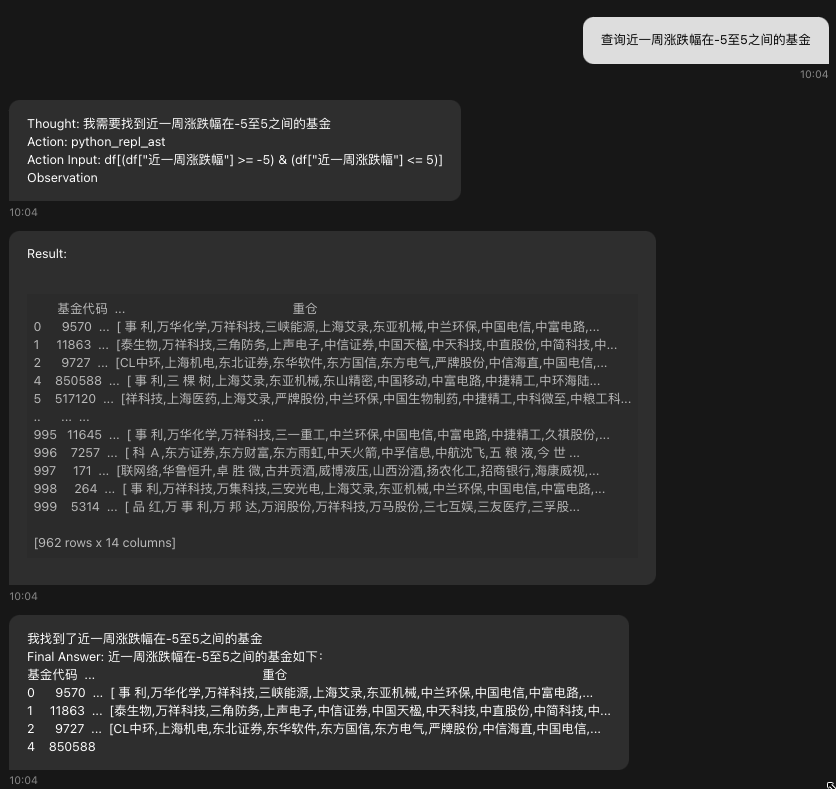 查询近一周涨跌幅在-5至5之间的基金
10:04
Thought: 我需要找到近一周涨跌幅在-5至5之间的基金
Action: python_repl_ast
Action Input: df[(df["近一周涨跌幅"] >= -5) & (df["近一周涨跌幅"] <= 5)]
Observation
10:04
Result:
基金代码 ... 重仓
0 9570 ... [ 事 利,万华化学,万祥科技,三峡能源,上海艾录,东亚机械,中兰环保,中国电信,中富电路,...
1 11863 ... [泰生物,万祥科技,三角防务,上声电子,中信证券,中国天楹,中天科技,中直股份,中简科技,中...
2 9727 ... [CL中环,上海机电,东北证券,东华软件,东方国信,东方电气,严牌股份,中信海直,中国电信,...
4 850588 ... [ 事 利,三 棵 树,上海艾录,东亚机械,东山精密,中国移动,中富电路,中捷精工,中环海陆...
5 517120 ... [祥科技,上海医药,上海艾录,严牌股份,中兰环保,中国生物制药,中捷精工,中科微至,中粮工科...
.. ... ... ...
995 11645 ... [ 事 利,万华化学,万祥科技,三一重工,中兰环保,中国电信,中富电路,中捷精工,久祺股份,...
996 7257 ... [ 科 A,东方证券,东方财富,东方雨虹,中天火箭,中孚信息,中航沈飞,五 粮 液,今 世 ...
997 171 ... [联网络,华鲁恒升,卓 胜 微,古井贡酒,威博液压,山西汾酒,扬农化工,招商银行,海康威视,...
998 264 ... [ 事 利,万祥科技,万集科技,三安光电,上海艾录,东亚机械,中兰环保,中国电信,中富电路,...
999 5314 ... [ 品 红,万 事 利,万 邦 达,万润股份,万祥科技,万马股份,三七互娱,三友医疗,三孚股...
[962 rows x 14 columns]
10:04
我找到了近一周涨跌幅在-5至5之间的基金
Final Answer: 近一周涨跌幅在-5至5之间的基金如下：
基金代码 ... 重仓
0 9570 ... [ 事 利,万华化学,万祥科技,三峡能源,上海艾录,东亚机械,中兰环保,中国电信,中富电路,...
1 11863 ... [泰生物,万祥科技,三角防务,上声电子,中信证券,中国天楹,中天科技,中直股份,中简科技,中...
2 9727 ... [CL中环,上海机电,东北证券,东华软件,东方国信,东方电气,严牌股份,中信海直,中国电信,...
4 850588
10:04